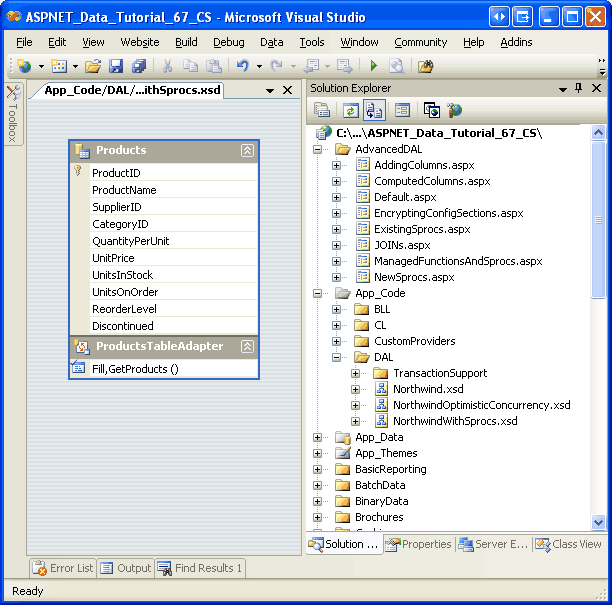 ASPNET_Data_Tutorial_67_CS - Microsoft Visual Studio
File Edit View Website Build Debug Data Tools Window Community Help Addins
Toolbox
App_Code/DAL/...ithSprocs.xsd
Products
ProductID
ProductName
SupplierID
CategoryID
QuantityPerUnit
UnitPrice
UnitsInStock
UnitsOnOrder
ReorderLevel
Discontinued
ProductsTableAdapter
Fill,GetProducts ()
Solution Explorer
C:\...\ASPNET_Data_Tutorial_67_CS\
AdvancedDAL
AddingColumns.aspx
ComputedColumns.aspx
Default.aspx
EncryptingConfigSections.aspx
ExistingSprocs.aspx
JOINs.aspx
ManagedFunctionsAndSprocs.aspx
NewSprocs.aspx
App_Code
BLL
CL
CustomProviders
DAL
TransactionSupport
Northwind.xsd
NorthwindOptimisticConcurrency.xsd
NorthwindWithSprocs.xsd
App_Data
App_Themes
BasicReporting
BatchData
BinaryData
Brochures
Solution ... Properties Server E... Class View
Error List Output Find Results 1
Ready